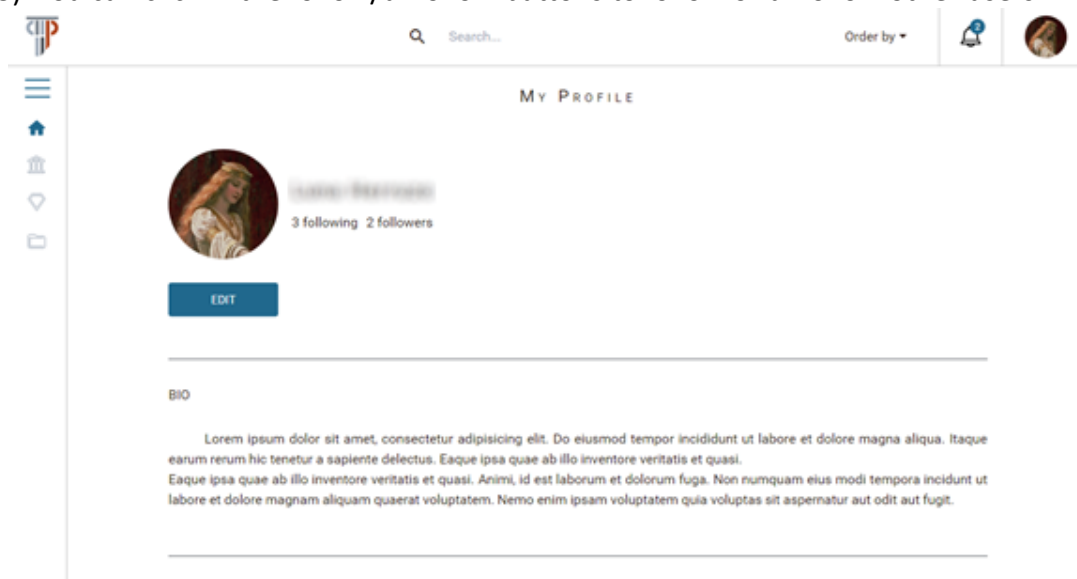 Search...
Order by
2
MY PROFILE
3 following 2 followers
EDIT
BIO
Lorem ipsum dolor sit amet, consectetur adipisicing elit. Do eiusmod tempor incididunt ut labore et dolore magna aliqua. Itaque
earum rerum hic tenetur a sapiente delectus. Eaque ipsa quae ab illo inventore veritatis et quasi.
Eaque ipsa quae ab illo inventore veritatis et quasi. Animi, id est laborum et dolorum fuga. Non numquam eius modi tempora incidunt ut
labore et dolore magnam aliquam quaerat voluptatem. Nemo enim ipsam voluptatem quia voluptas sit aspernatur aut odit aut fugit.